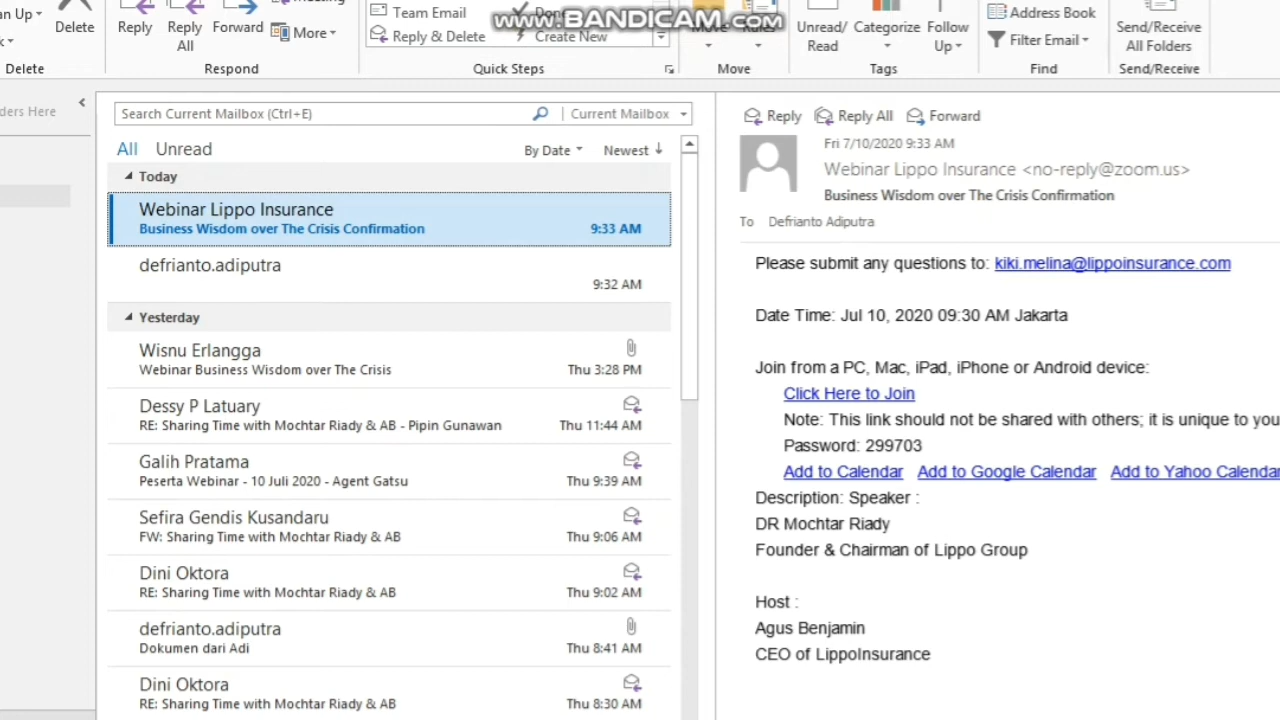 www.BANDICAM.com
an Up
Delete
Reply
Reply All
Forward
More
Team Email
Reply & Delete
Create New
Move
Rules
Unread/ Read
Categorize
Follow Up
Address Book
Filter Email
Send/Receive All Folders
Delete
Respond
Quick Steps
Move
Tags
Find
Send/Receive
ders Here
Search Current Mailbox (Ctrl+E)
Current Mailbox
All
Unread
By Date
Newest
Today
Webinar Lippo Insurance
Business Wisdom over The Crisis Confirmation 9:33 AM
defrianto.adiputra
9:32 AM
Yesterday
Wisnu Erlangga
Webinar Business Wisdom over The Crisis Thu 3:28 PM
Dessy P Latuary
RE: Sharing Time with Mochtar Riady & AB - Pipin Gunawan Thu 11:44 AM
Galih Pratama
Peserta Webinar - 10 Juli 2020 - Agent Gatsu Thu 9:39 AM
Sefira Gendis Kusandaru
FW: Sharing Time with Mochtar Riady & AB Thu 9:06 AM
Dini Oktora
RE: Sharing Time with Mochtar Riady & AB Thu 9:02 AM
defrianto.adiputra
Dokumen dari Adi Thu 8:41 AM
Dini Oktora
RE: Sharing Time with Mochtar Riady & AB Thu 8:30 AM
Reply Reply All Forward
Fri 7/10/2020 9:33 AM
Webinar Lippo Insurance <no-reply@zoom.us>
Business Wisdom over The Crisis Confirmation
To Defrianto Adiputra
Please submit any questions to: kiki.melina@lippoinsurance.com
Date Time: Jul 10, 2020 09:30 AM Jakarta
Join from a PC, Mac, iPad, iPhone or Android device:
Click Here to Join
Note: This link should not be shared with others; it is unique to you
Password: 299703
Add to Calendar Add to Google Calendar Add to Yahoo Calendar
Description: Speaker :
DR Mochtar Riady
Founder & Chairman of Lippo Group
Host :
Agus Benjamin
CEO of LippoInsurance